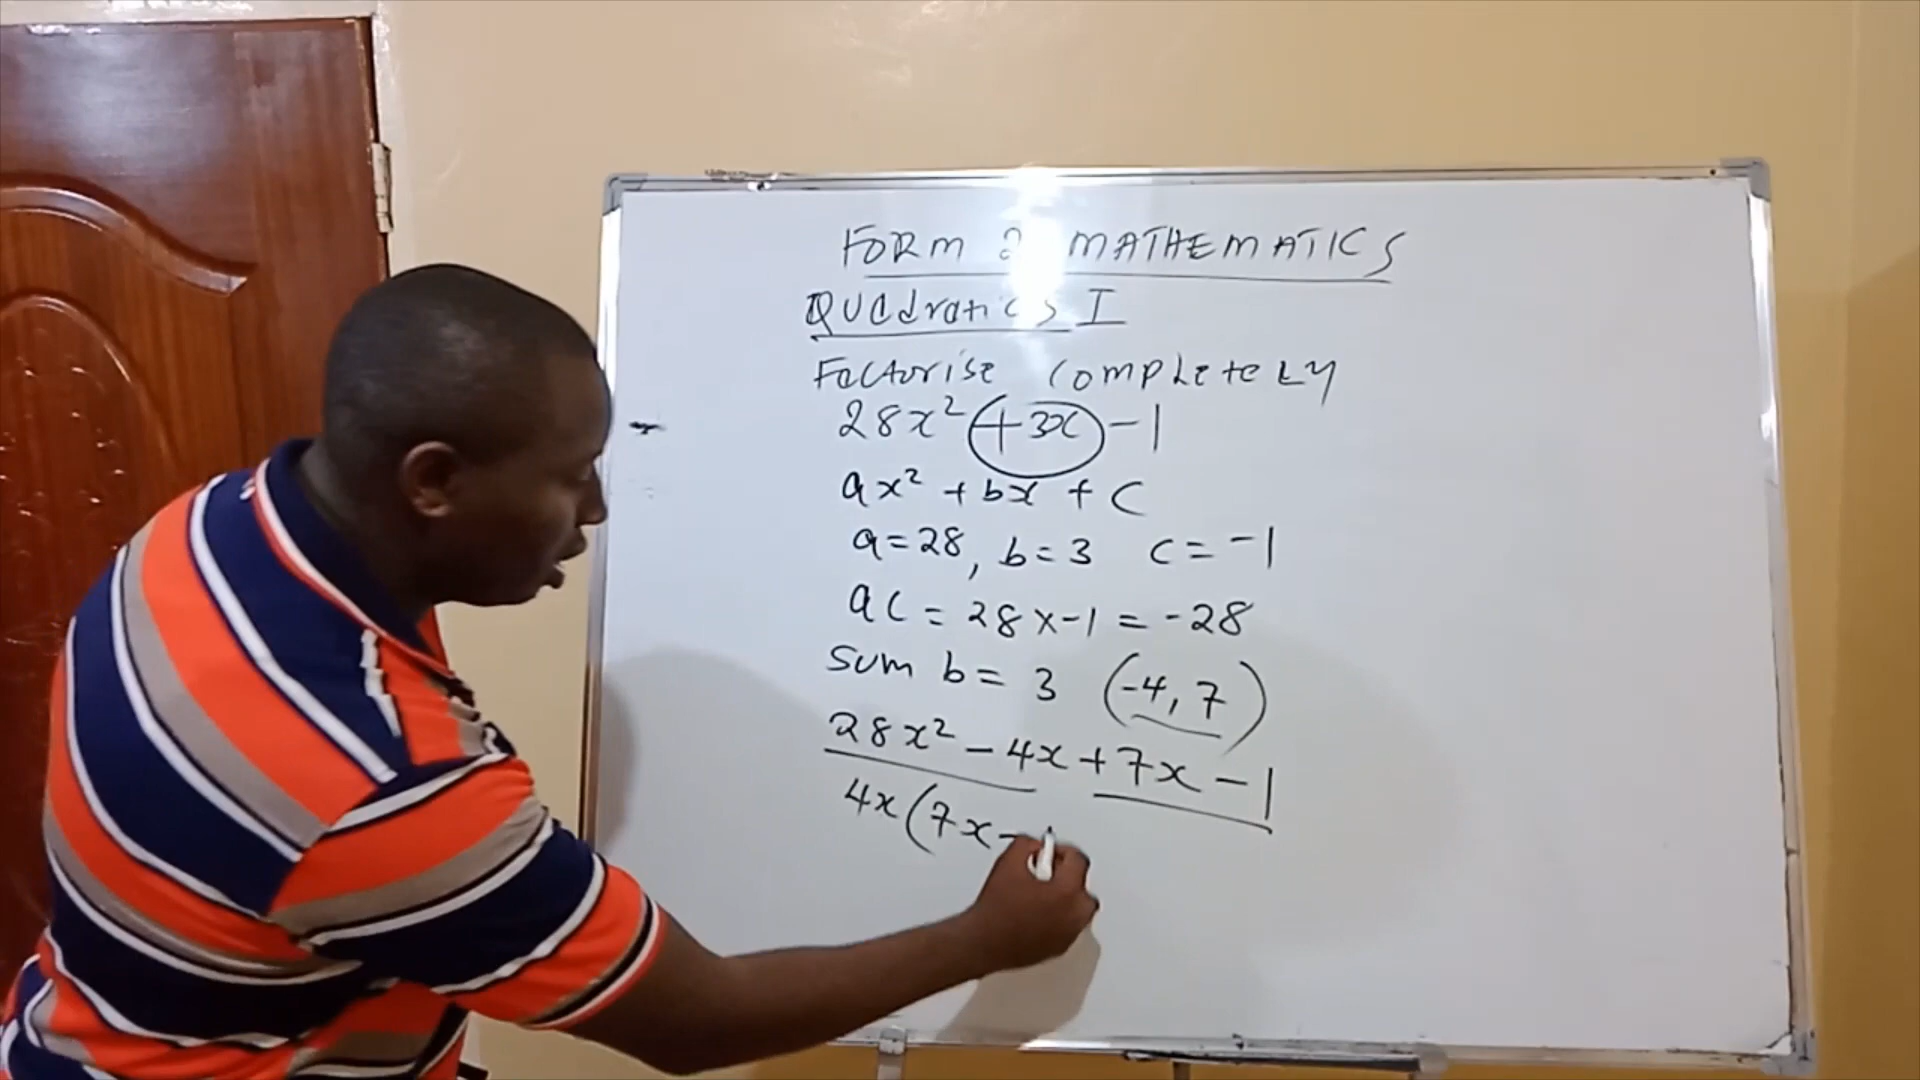 FORM 2 MATHEMATICS
Quadratics I
Factorise completely
28x² +3x -1
ax² + bx + c
a=28, b=3 c=-1
ac = 28x-1 = -28
Sum b = 3 (-4, 7)
28x² - 4x + 7x - 1
4x(7x-